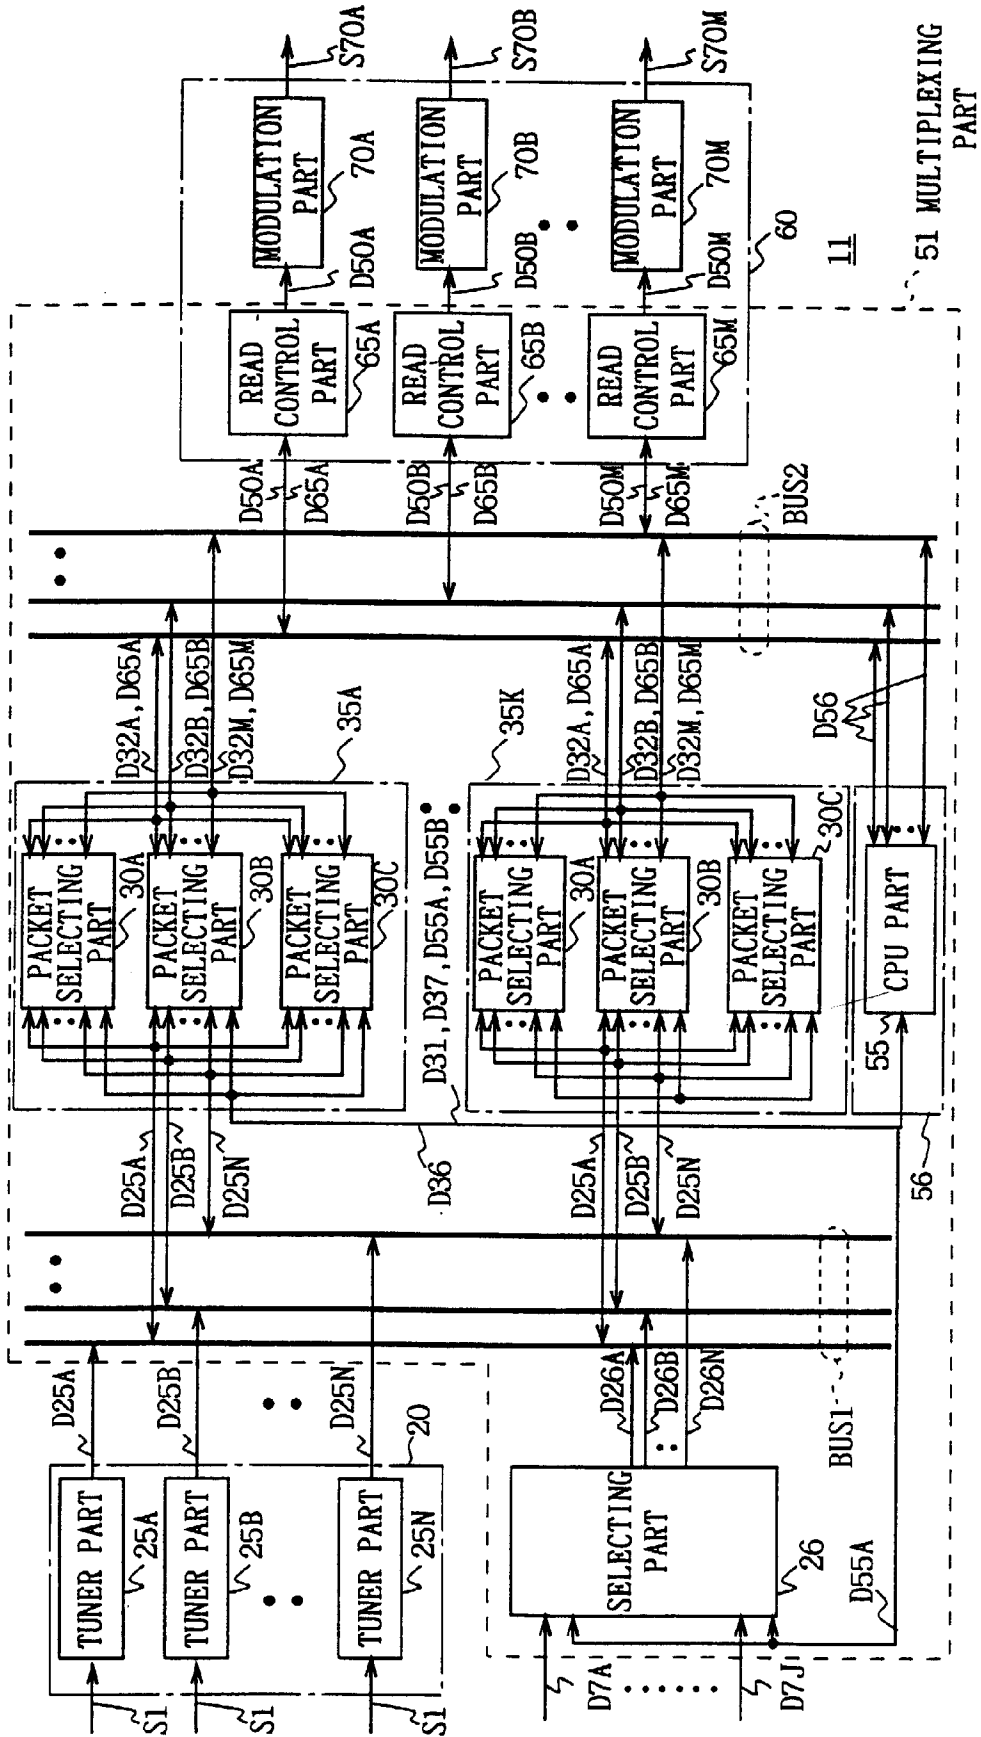 S1
S1
S1
TUNER PART
25A
TUNER PART
25B
TUNER PART
25N
20
D25A
D25B
D25N
D7A
D7J
SELECTING
PART
26
D55A
D26A
D26B
D26N
BUS1
D25A
D25B
D25N
D25A
D25B
D25N
D36
D31, D37, D55A, D55B
PACKET
SELECTING
PART
30A
PACKET
SELECTING
PART
30B
PACKET
SELECTING
PART
30C
35A
PACKET
SELECTING
PART
30A
PACKET
SELECTING
PART
30B
PACKET
SELECTING
PART
30C
35K
CPU PART
55
56
D32A, D65A
D32B, D65B
D32M, D65M
D32A, D65A
D32B, D65B
D32M, D65M
D56
BUS2
D50A
D65A
D50B
D65B
D50M
D65M
READ
CONTROL
PART
65A
READ
CONTROL
PART
65B
READ
CONTROL
PART
65M
D50A
D50B
D50M
MODULATION
PART
70A
MODULATION
PART
70B
MODULATION
PART
70M
60
S70A
S70B
S70M
11
51 MULTIPLEXING
PART